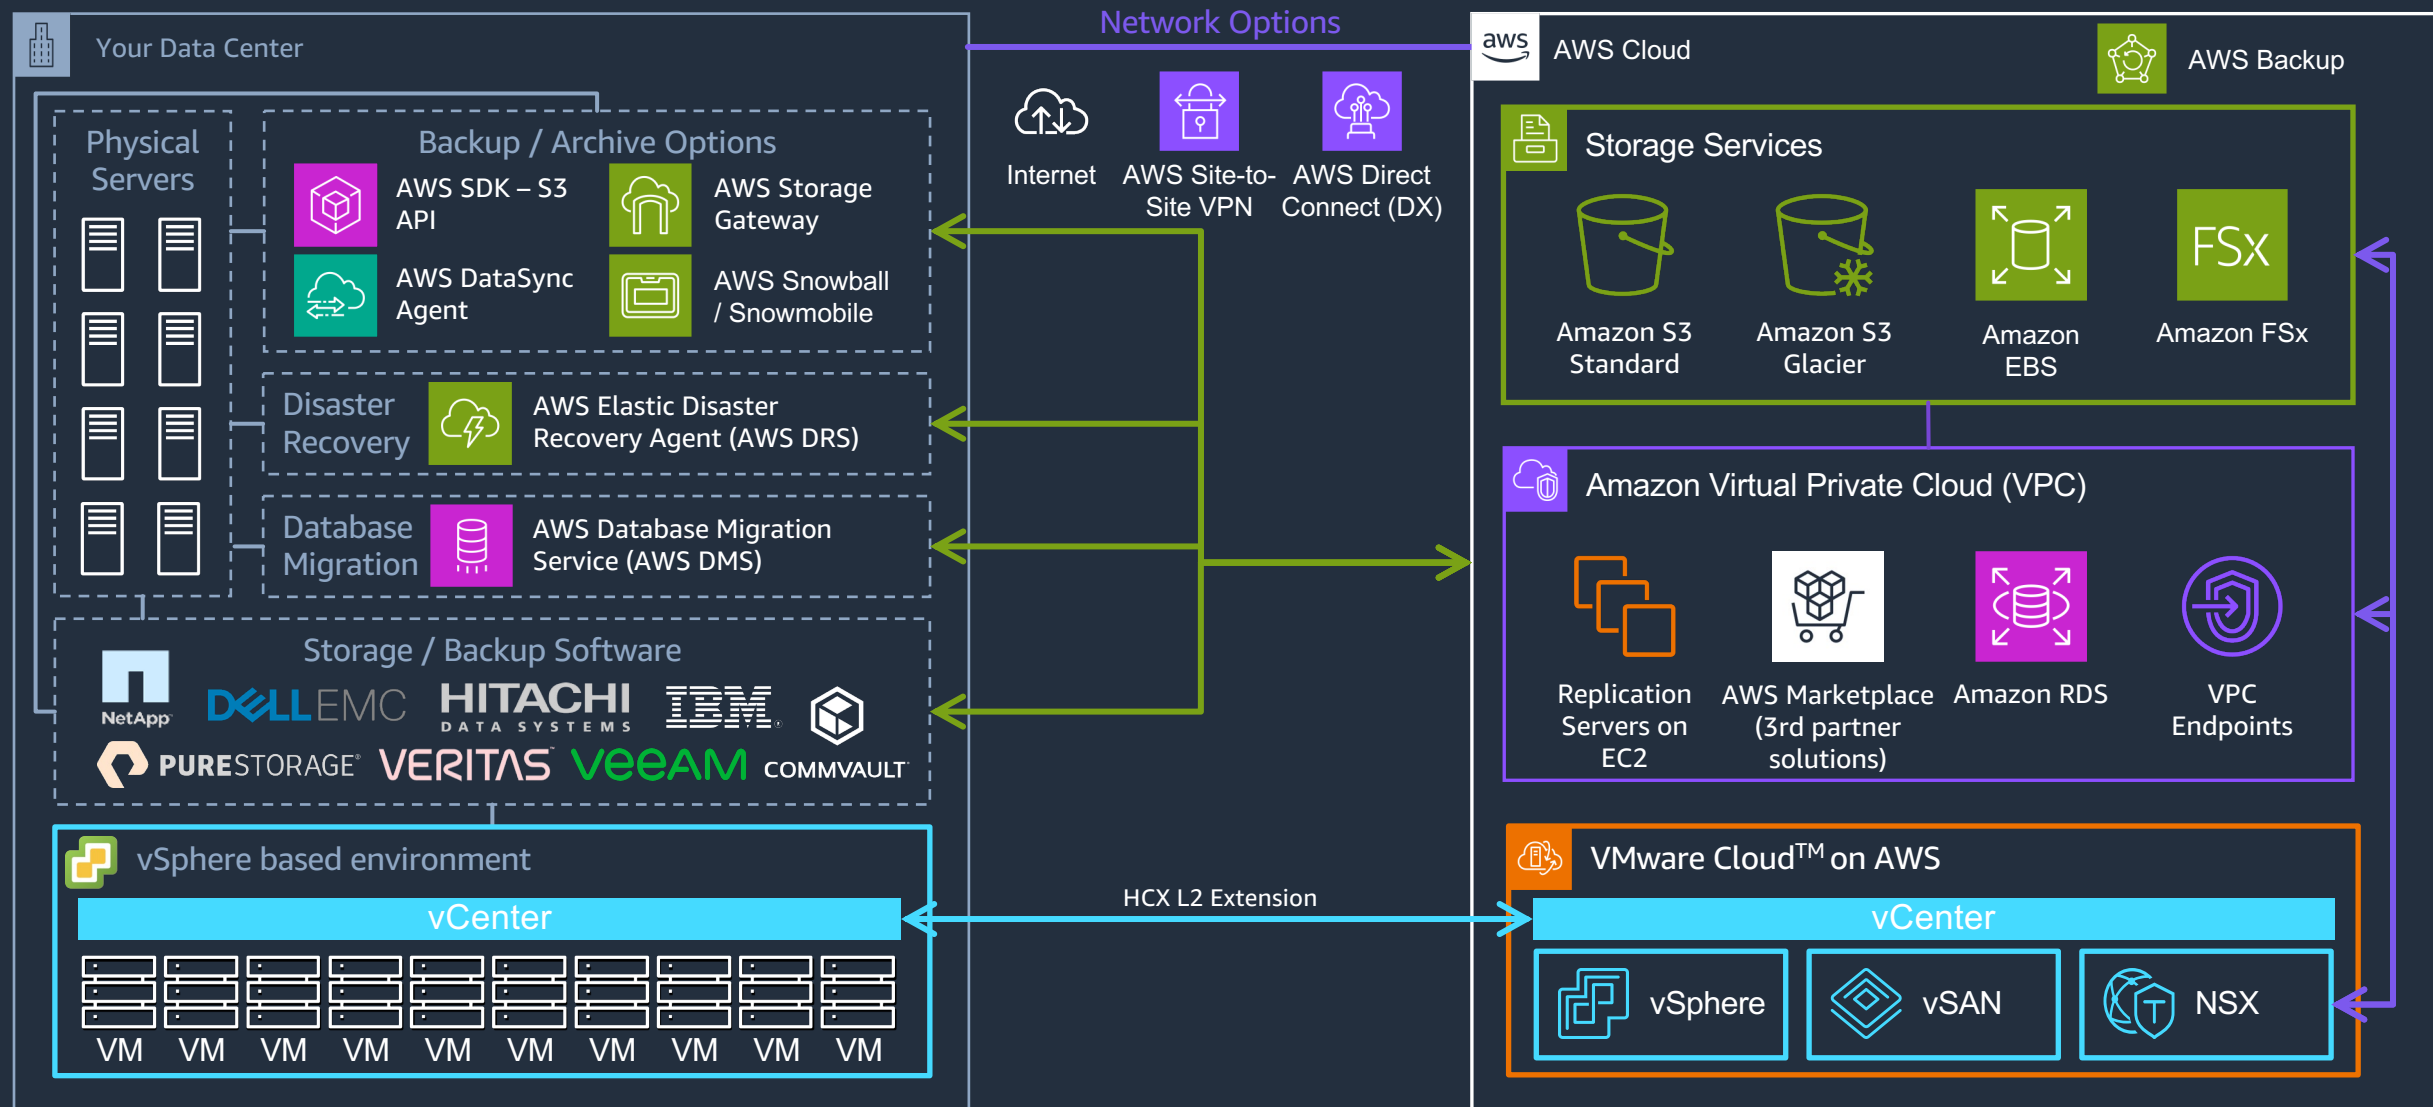 Network Options
Your Data Center
aws
AWS Cloud
AWS Backup
Physical
Servers
Backup / Archive Options
AWS SDK – S3
API
AWS Storage
Gateway
AWS DataSync
Agent
AWS Snowball
/ Snowmobile
Internet
AWS Site-to-
Site VPN
AWS Direct
Connect (DX)
Storage Services
FSx
Amazon S3
Standard
Amazon S3
Glacier
Amazon
EBS
Amazon FSx
Disaster
Recovery
AWS Elastic Disaster
Recovery Agent (AWS DRS)
Database
Migration
AWS Database Migration
Service (AWS DMS)
Amazon Virtual Private Cloud (VPC)
Replication
Servers on
EC2
AWS Marketplace
(3rd partner
solutions)
Amazon RDS
VPC
Endpoints
Storage / Backup Software
NetApp
DELLEMC
HITACHI
DATA SYSTEMS
IBM®
PURESTORAGE®
VERITAS™
veeAM
COMMVAULT
vSphere based environment
vCenter
VM VM VM VM VM VM VM VM VM VM
HCX L2 Extension
VMware Cloud™ on AWS
vCenter
vSphere
vSAN
T
NSX